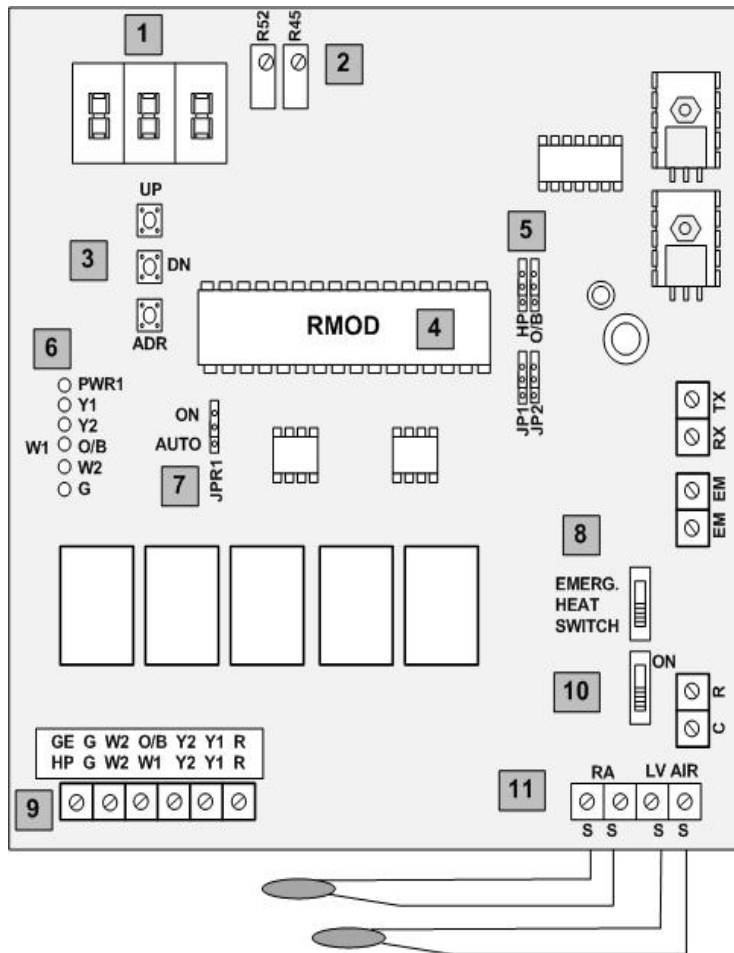 1
R52
R45
2
UP
3
DN
ADR
5
HP
O/B
RMOD
4
JP1
JP2
6
PWR1
Y1
Y2
W1 O/B
W2
G
ON
AUTO
JPR1
7
TX
RX
EM
EM
8
EMERG.
HEAT
SWITCH
ON
10
R
C
GE G W2 O/B Y2 Y1 R
HP G W2 W1 Y2 Y1 R
9
11
RA LV AIR
S S S S